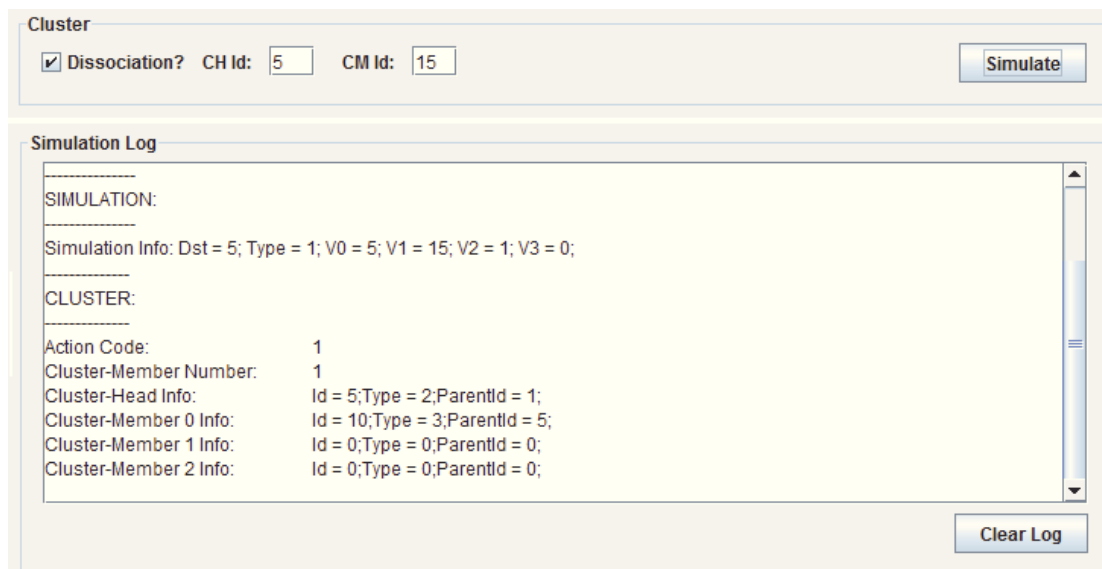 Cluster
Dissociation? CH Id: 5 CM Id: 15 Simulate
Simulation Log
---------------
SIMULATION:
---------------
Simulation Info: Dst = 5; Type = 1; V0 = 5; V1 = 15; V2 = 1; V3 = 0;
--------------
CLUSTER:
--------------
Action Code: 1
Cluster-Member Number: 1
Cluster-Head Info: Id = 5;Type = 2;ParentId = 1;
Cluster-Member 0 Info: Id = 10;Type = 3;ParentId = 5;
Cluster-Member 1 Info: Id = 0;Type = 0;ParentId = 0;
Cluster-Member 2 Info: Id = 0;Type = 0;ParentId = 0;
Clear Log